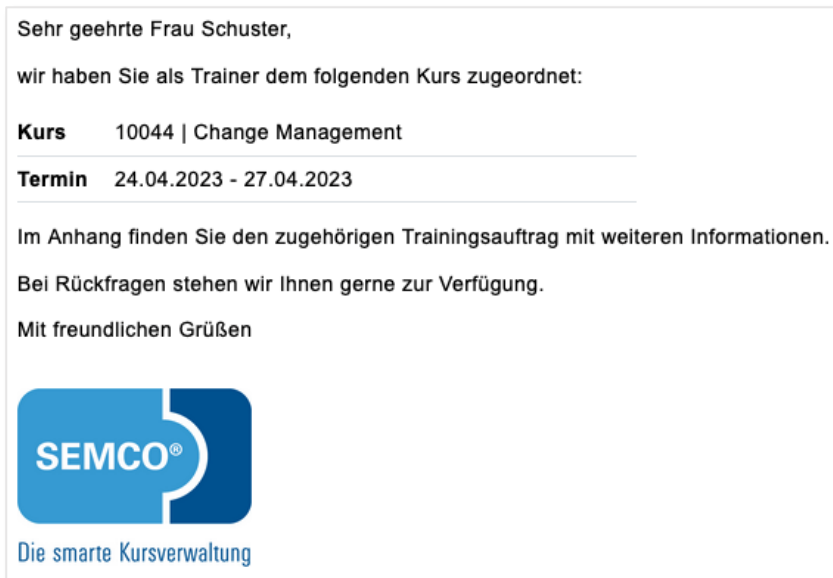 Sehr geehrte Frau Schuster,
wir haben Sie als Trainer dem folgenden Kurs zugeordnet:
Kurs 10044 | Change Management
Termin 24.04.2023 - 27.04.2023
Im Anhang finden Sie den zugehörigen Trainingsauftrag mit weiteren Informationen.
Bei Rückfragen stehen wir Ihnen gerne zur Verfügung.
Mit freundlichen Grüßen
SEMCO®
Die smarte Kursverwaltung